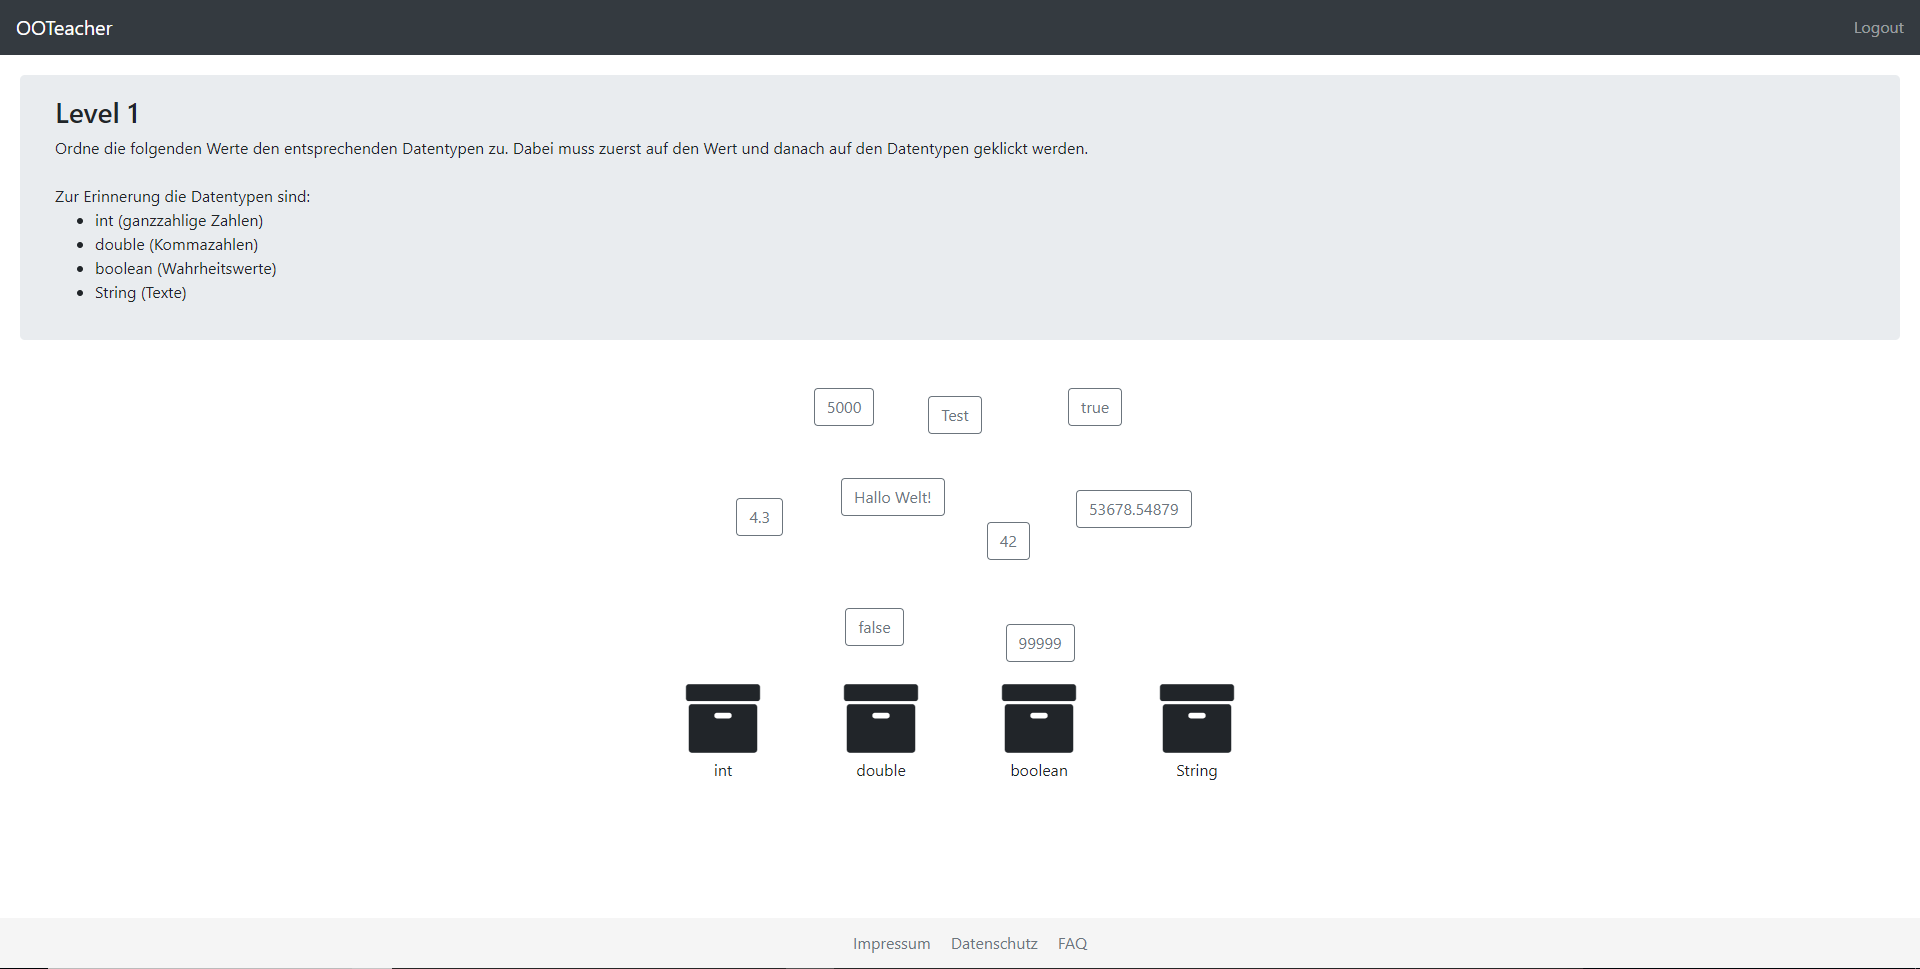 OOTeacher
Logout
Level 1
Ordne die folgenden Werte den entsprechenden Datentypen zu. Dabei muss zuerst auf den Wert und danach auf den Datentypen geklickt werden.
Zur Erinnerung die Datentypen sind:
int (ganzzahlige Zahlen)
double (Kommazahlen)
boolean (Wahrheitswerte)
String (Texte)
5000
Test
true
4.3
Hallo Welt!
42
53678.54879
false
99999
int
double
boolean
String
Impressum
Datenschutz
FAQ